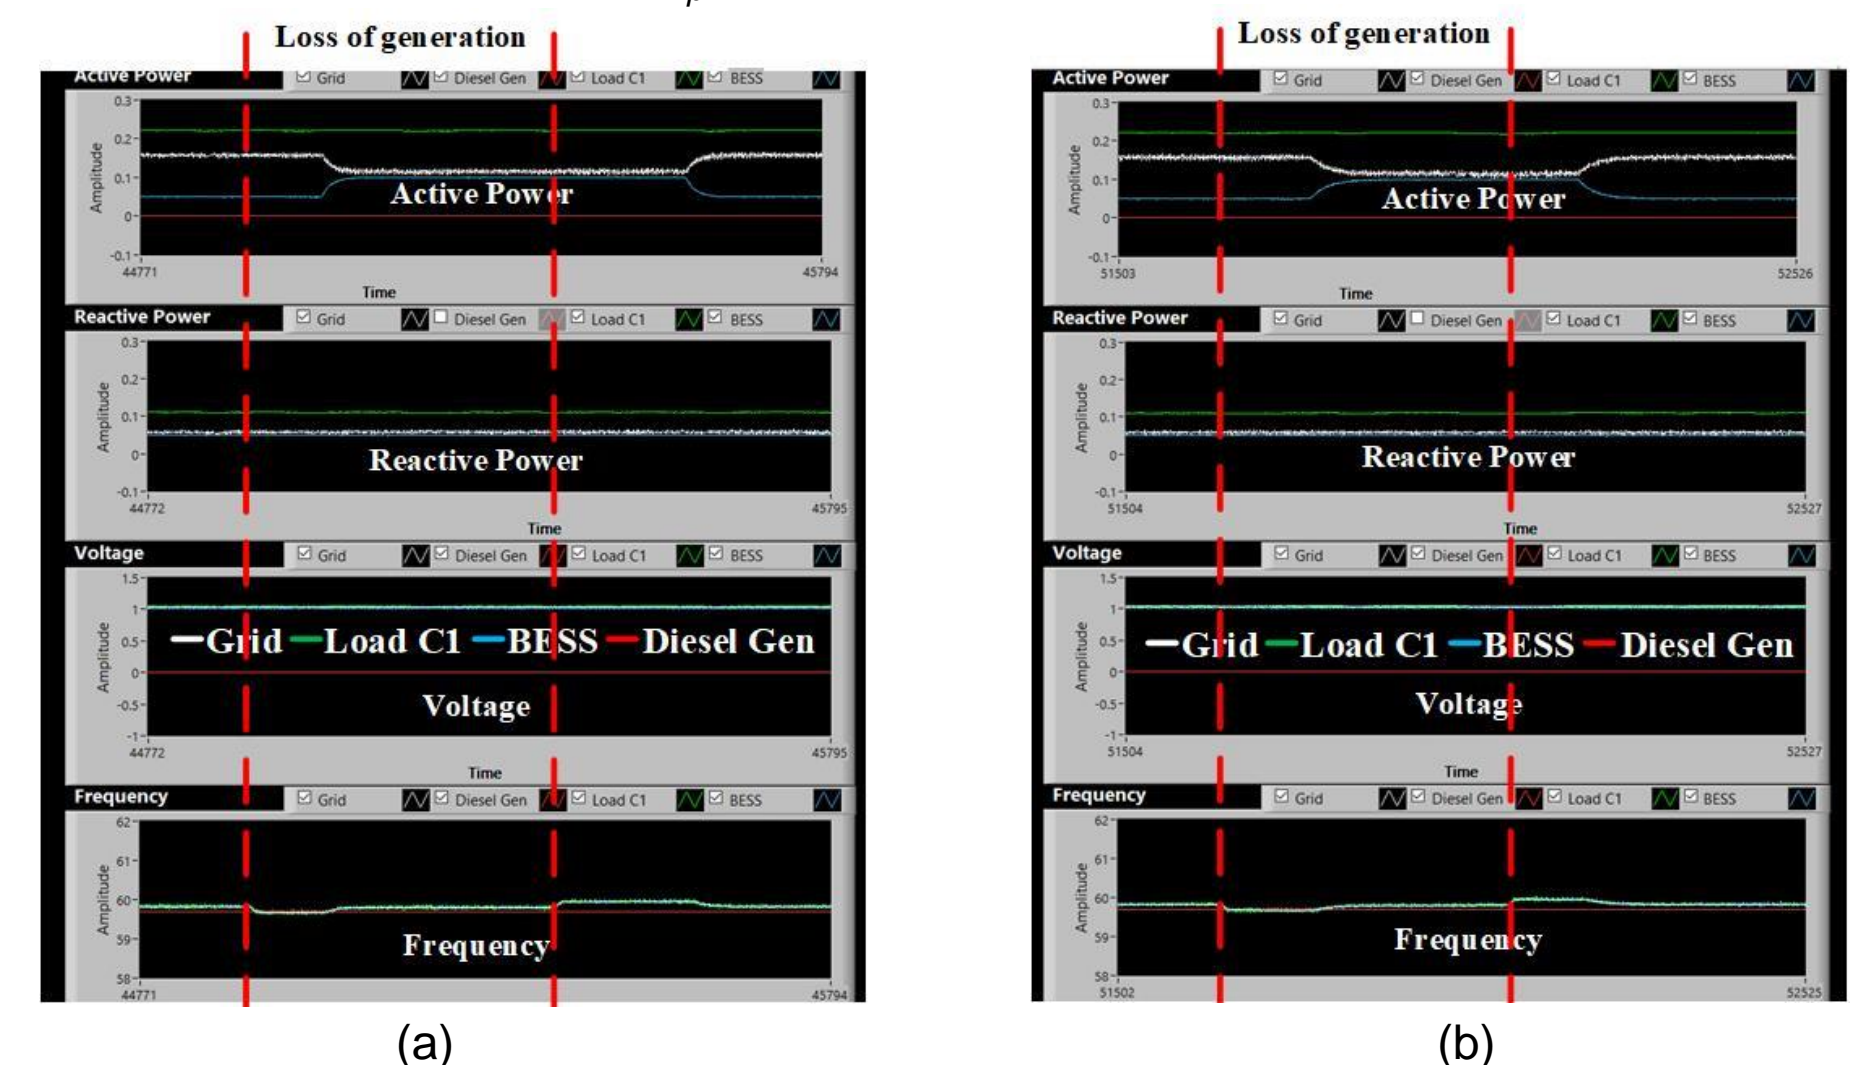 Loss of generation
Active Power Grid Diesel Gen Load C1 BESS
0.3
0.2
0.1
0
-0.1
Amplitude
Active Power
44771 45794
Time
Reactive Power Grid Diesel Gen Load C1 BESS
0.3
0.2
0.1
0
-0.1
Amplitude
Reactive Power
44772 45795
Time
Voltage Grid Diesel Gen Load C1 BESS
1.5
1
0.5
0
-0.5
-1
Amplitude
Grid Load C1 BESS Diesel Gen
Voltage
44772 45795
Time
Frequency Grid Diesel Gen Load C1 BESS
62
61
60
59
58
Amplitude
Frequency
44771 45794
(a)
Loss of generation
Active Power Grid Diesel Gen Load C1 BESS
0.3
0.2
0.1
0
-0.1
Amplitude
Active Power
51503 52526
Time
Reactive Power Grid Diesel Gen Load C1 BESS
0.3
0.2
0.1
0
-0.1
Amplitude
Reactive Power
51504 52527
Time
Voltage Grid Diesel Gen Load C1 BESS
1.5
1
0.5
0
-0.5
-1
Amplitude
Grid Load C1 BESS Diesel Gen
Voltage
51504 52527
Time
Frequency Grid Diesel Gen Load C1 BESS
62
61
60
59
58
Amplitude
Frequency
51502 52525
(b)